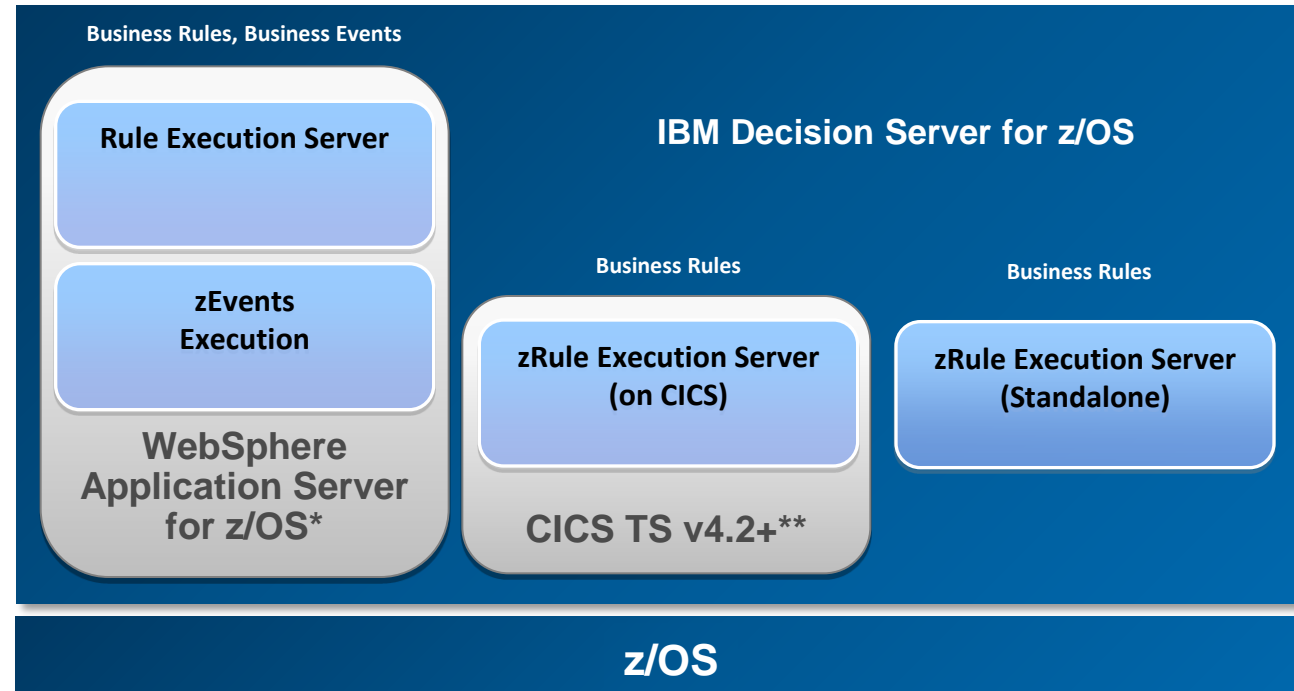 Business Rules, Business Events
Rule Execution Server
zEvents
Execution
WebSphere
Application Server
for z/OS*
IBM Decision Server for z/OS
Business Rules
zRule Execution Server
(on CICS)
CICS TS v4.2+**
Business Rules
zRule Execution Server
(Standalone)
z/OS